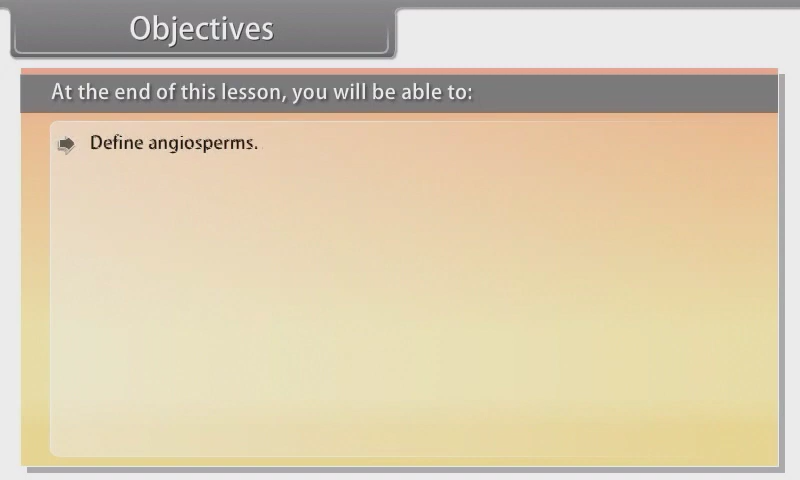 Objectives
At the end of this lesson, you will be able to:
Define angiosperms.